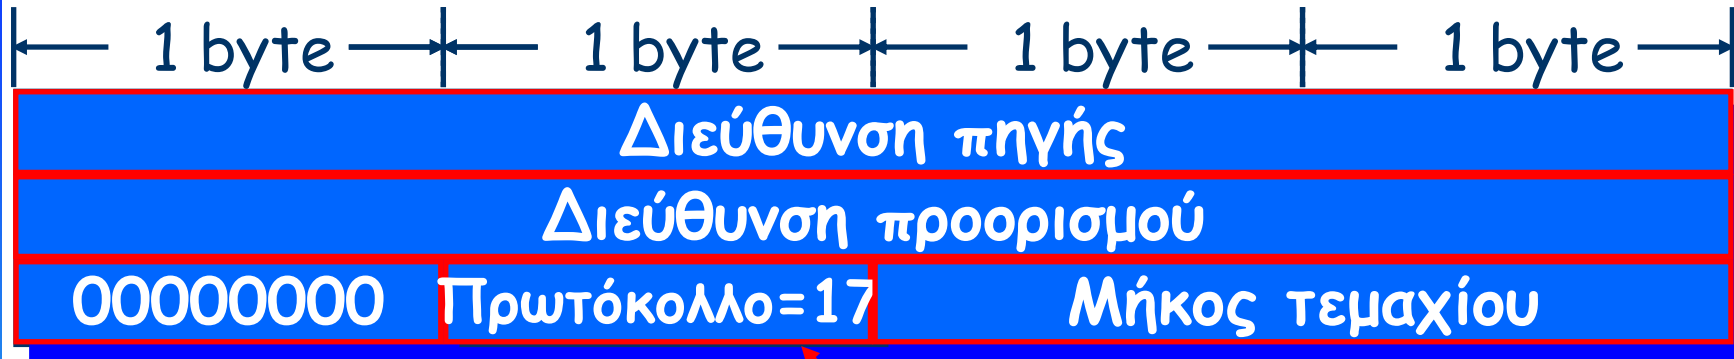 1 byte 1 byte 1 byte 1 byte
Διεύθυνση πηγής
Διεύθυνση προορισμού
00000000 Πρωτόκολλο=17 Μήκος τεμαχίου